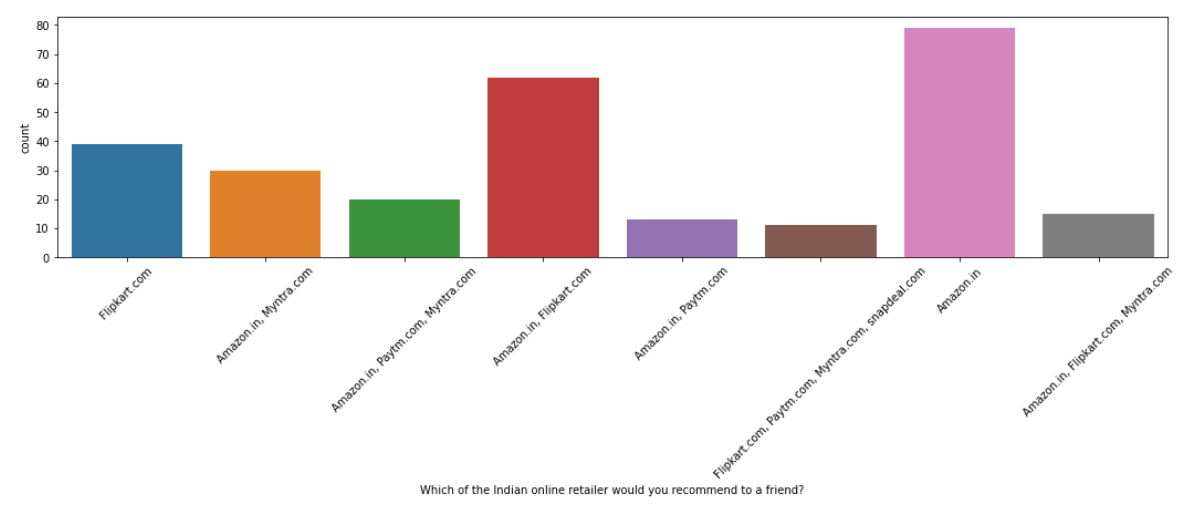 80
70
60
50
40
30
20
10
0
count
Flipkart.com
Amazon.in, Myntra.com
Amazon.in, Paytm.com, Myntra.com
Amazon.in, Flipkart.com
Amazon.in, Paytm.com
Flipkart.com, Paytm.com, Myntra.com, snapdeal.com
Amazon.in
Amazon.in, Flipkart.com, Myntra.com
Which of the Indian online retailer would you recommend to a friend?